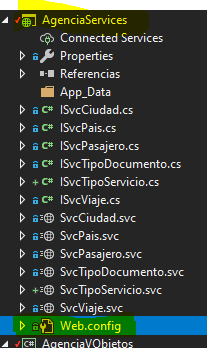 AgenciaServices
Connected Services
Properties
Referencias
App_Data
ISvcCiudad.cs
ISvcPais.cs
ISvcPasajero.cs
ISvcTipoDocumento.cs
ISvcTipoServicio.cs
ISvcViaje.cs
SvcCiudad.svc
SvcPais.svc
SvcPasajero.svc
SvcTipoDocumento.svc
SvcTipoServicio.svc
SvcViaje.svc
Web.config
AgenciaVObjetos